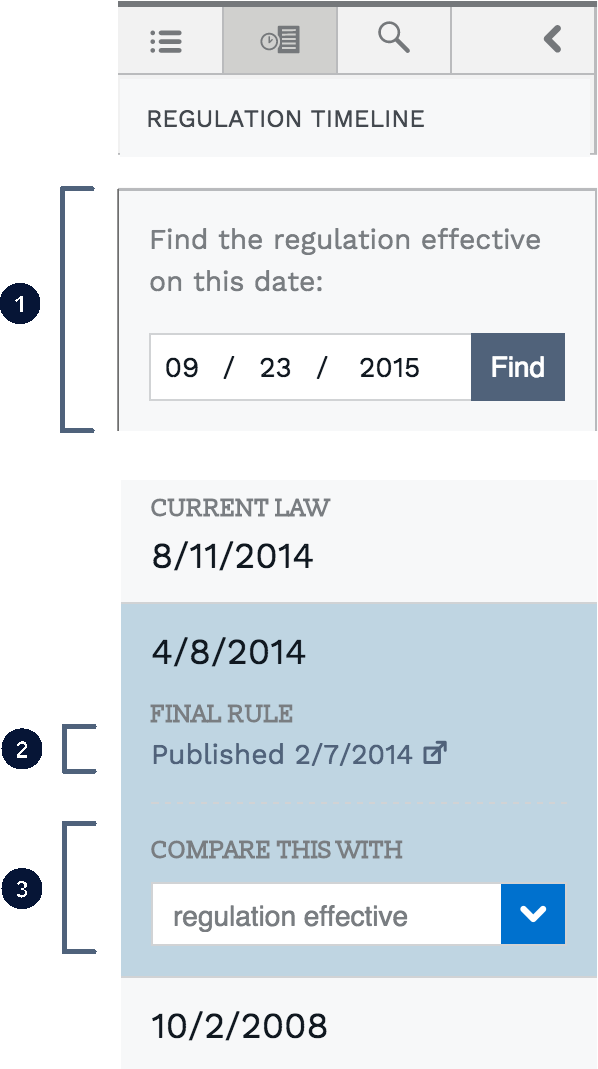 REGULATION TIMELINE
1
Find the regulation effective
on this date:
09 / 23 / 2015 Find
CURRENT LAW
8/11/2014
4/8/2014
FINAL RULE
2
Published 2/7/2014
COMPARE THIS WITH
3
regulation effective
10/2/2008